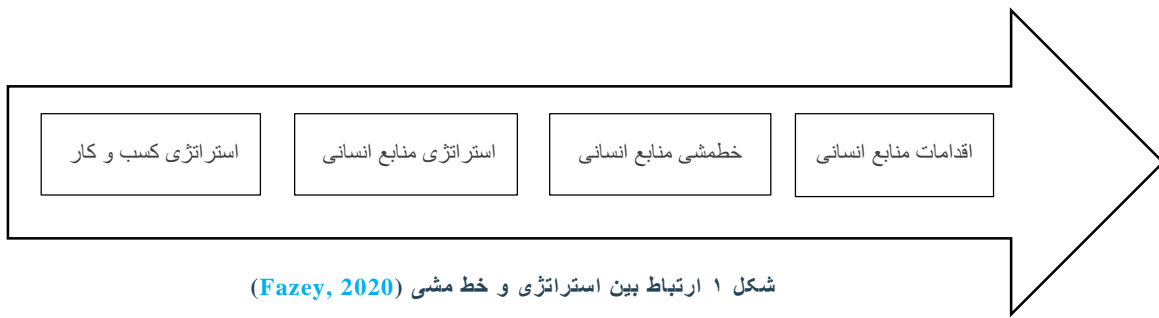 استراتژی کسب و کار
استراتژی منابع انسانی
خطمشی منابع انسانی
اقدامات منابع انسانی
شکل ۱ ارتباط بین استراتژی و خط مشی (Fazey, 2020)